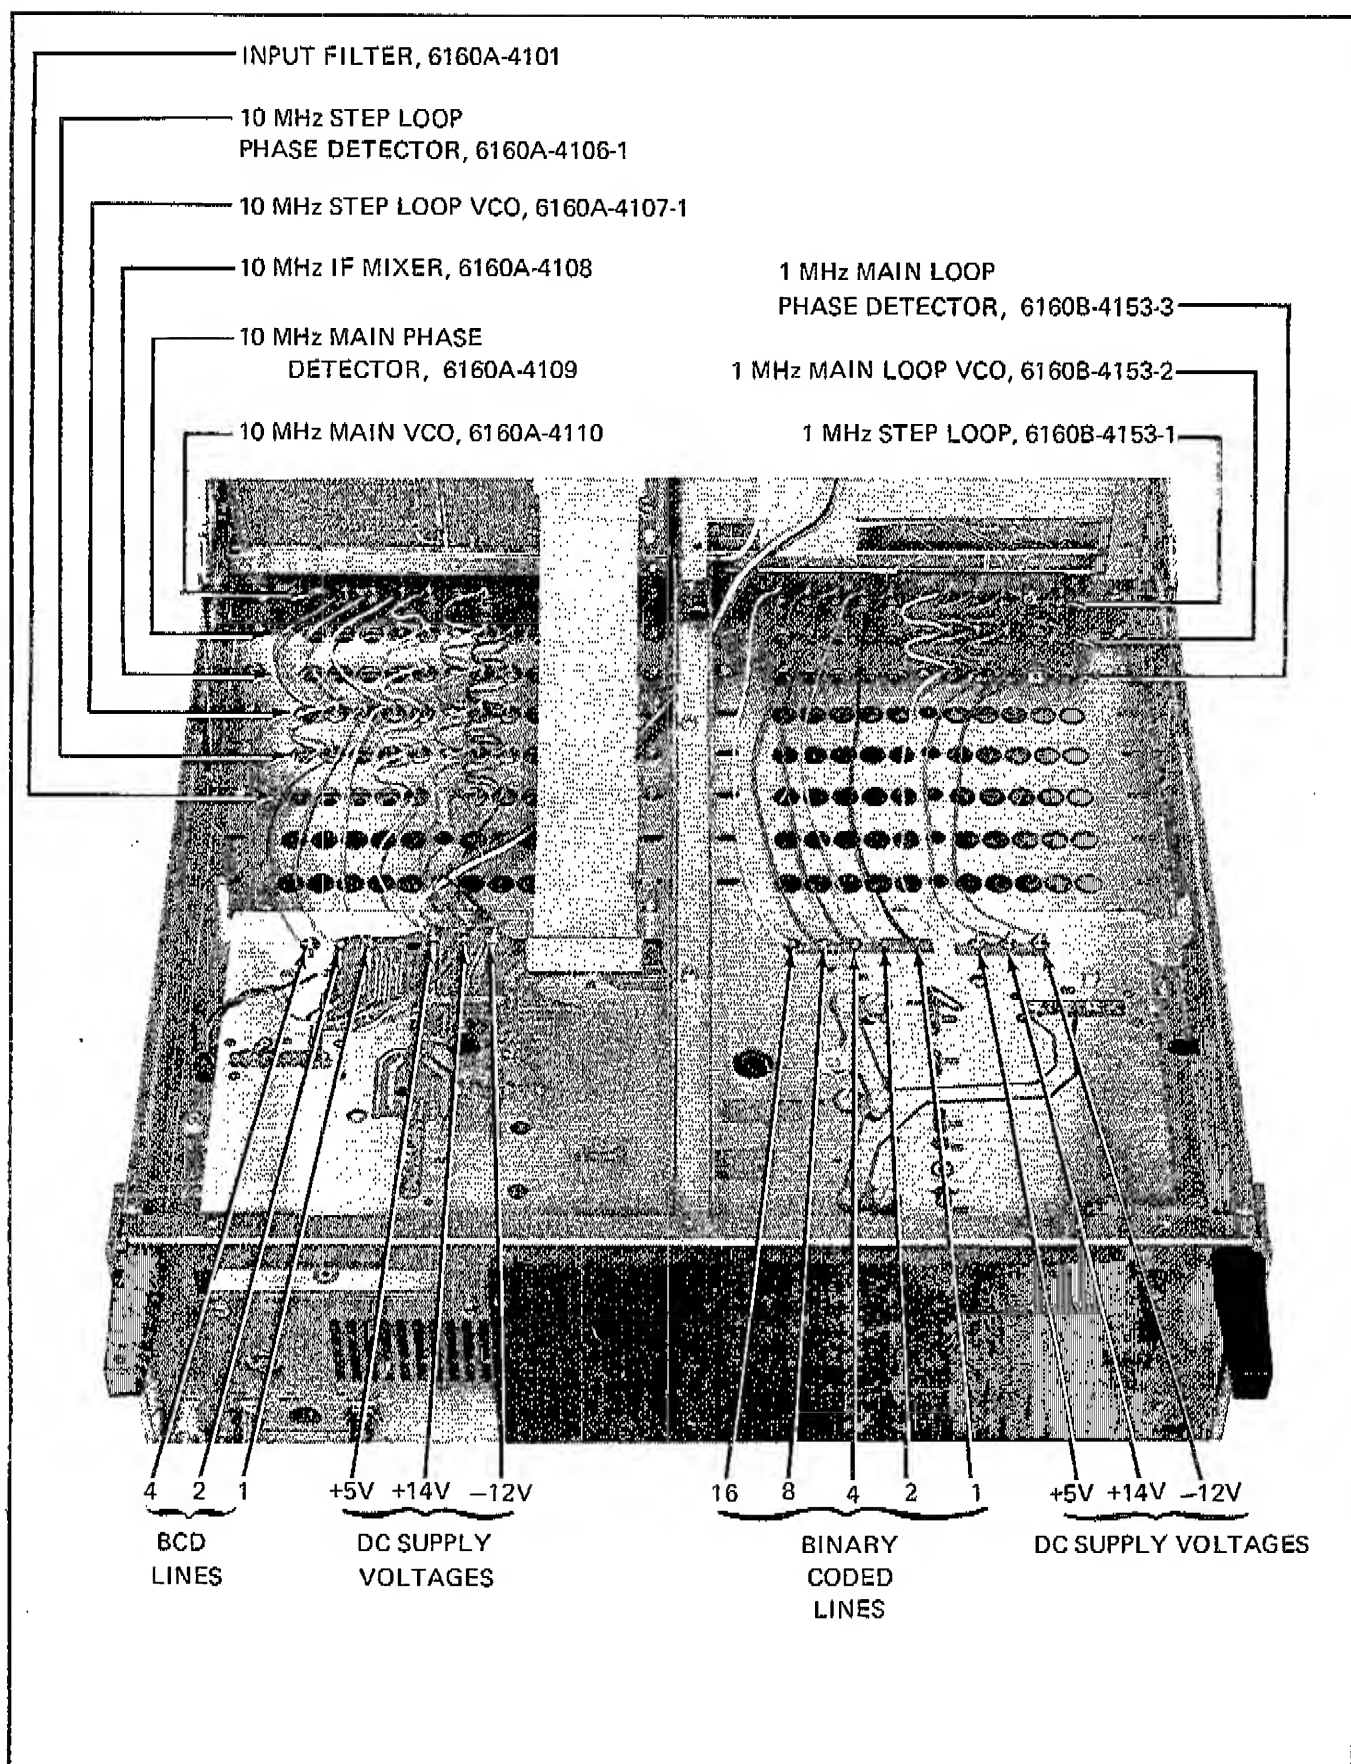 INPUT FILTER, 6160A-4101
10 MHz STEP LOOP
PHASE DETECTOR, 6160A-4106-1
10 MHz STEP LOOP VCO, 6160A-4107-1
10 MHz IF MIXER, 6160A-4108
10 MHz MAIN PHASE
DETECTOR, 6160A-4109
10 MHz MAIN VCO, 6160A-4110
1 MHz MAIN LOOP
PHASE DETECTOR, 6160B-4153-3
1 MHz MAIN LOOP VCO, 6160B-4153-2
1 MHz STEP LOOP, 6160B-4153-1
4 2 1
BCD
LINES
+5V +14V –12V
DC SUPPLY
VOLTAGES
16 8 4 2 1
BINARY
CODED
LINES
+5V +14V –12V
DC SUPPLY VOLTAGES